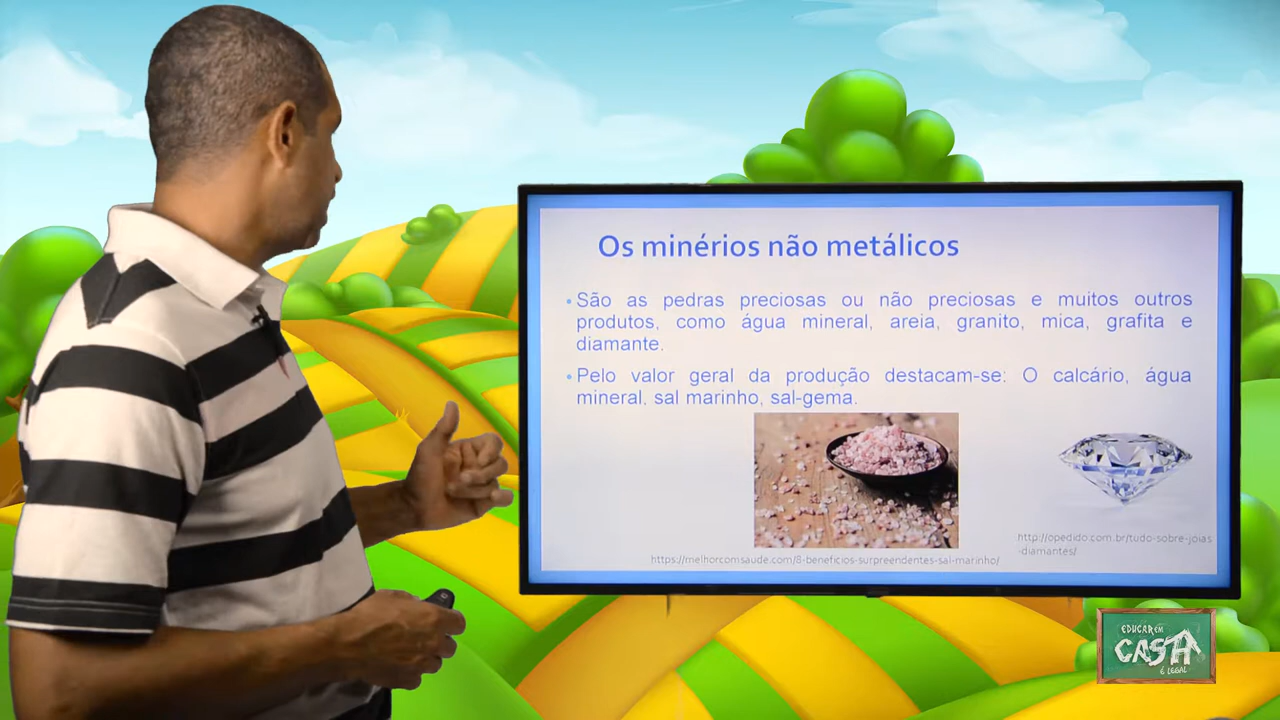 Os minérios não metálicos
• São as pedras preciosas ou não preciosas e muitos outros
produtos, como água mineral, areia, granito, mica, grafita e
diamante.
• Pelo valor geral da produção destacam-se: O calcário, água
mineral, sal marinho, sal-gema.
https://melhorcomsaude.com/8-beneficios-surpreendentes-sal-marinho/
http://opedido.com.br/tudo-sobre-joias
-diamantes/
EDUCAR EM
CASA
É LEGAL